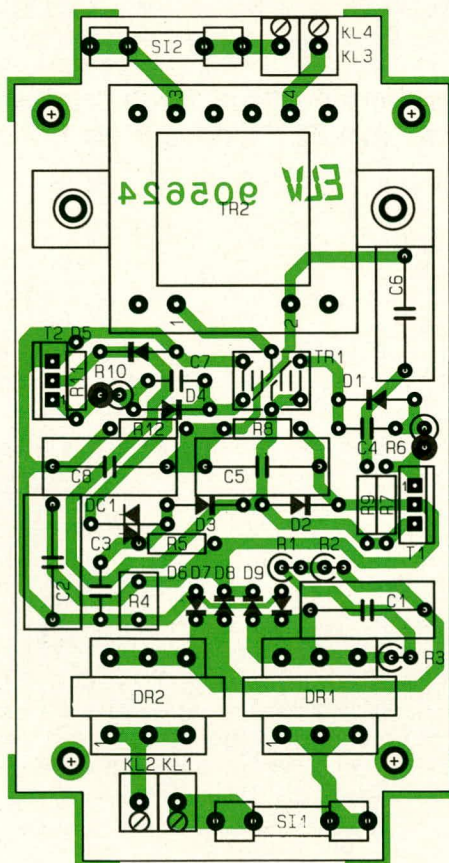 SI2
KL4
KL3
3
4
ELV 905624
TR2
C6
1
2
T2
R5
R11
R10
C7
D4
TR1
D1
R12
R8
C4
R6
C8
C5
R9
R7
DC1
D3
D2
1
T1
C2
C3
R5
R1
R2
D6
D7
D8
D9
R4
C1
R3
DR2
DR1
1
1
KL2
KL1
SI1